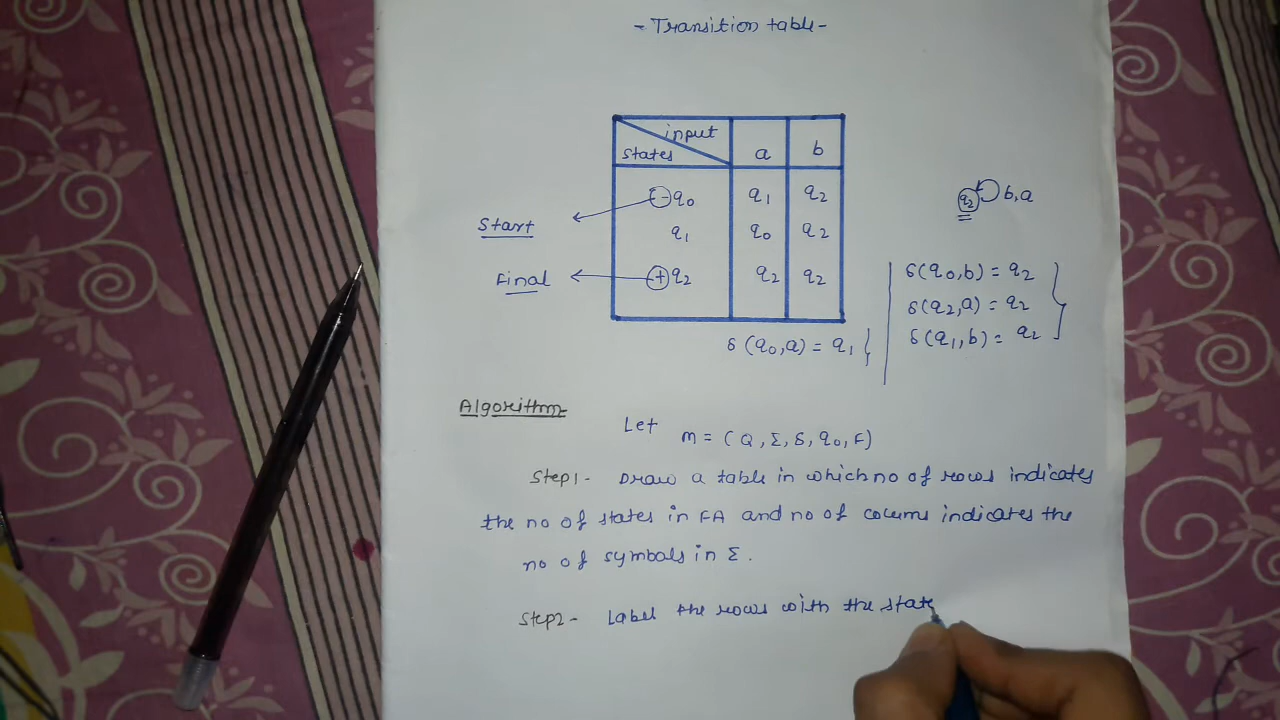 - Transition table -
input
states a b
- q0 q1 q2
Start
q1 q0 q2
Final
+ q2 q2 q2
q2 b,a
δ(q0,b) = q2
δ(q2,a) = q2
δ(q1,b) = q2
δ(q0,a) = q1
Algorithm
Let
m = (Q, Σ, δ, q0, F)
Step1- Draw a table in which no of rows indicates
the no of states in FA and no of colums indicates the
no of symbols in Σ.
Step2- Label the rows with the state